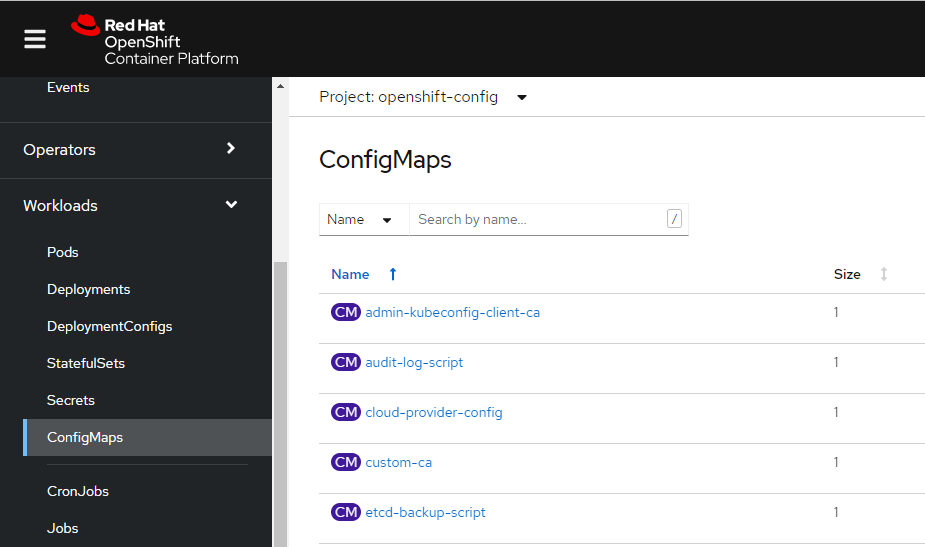 Red Hat
OpenShift
Container Platform
Events
Operators
Workloads
Pods
Deployments
DeploymentConfigs
StatefulSets
Secrets
ConfigMaps
CronJobs
Jobs
Project: openshift-config
ConfigMaps
Name Search by name... /
Name Size
CM admin-kubeconfig-client-ca 1
CM audit-log-script 1
CM cloud-provider-config 1
CM custom-ca 1
CM etcd-backup-script 1